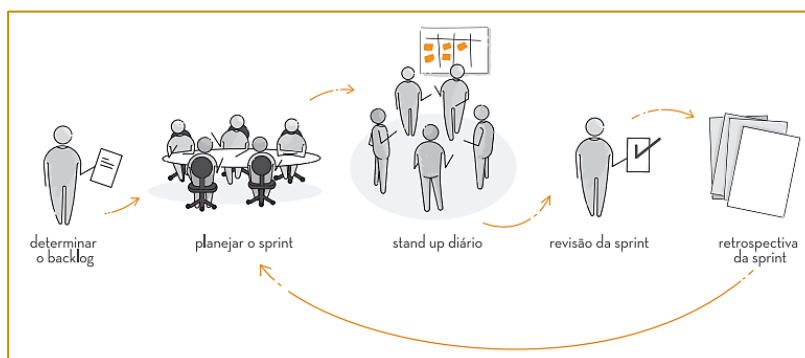 determinar
o backlog
planejar o sprint
stand up diário
revisão da sprint
retrospectiva
da sprint